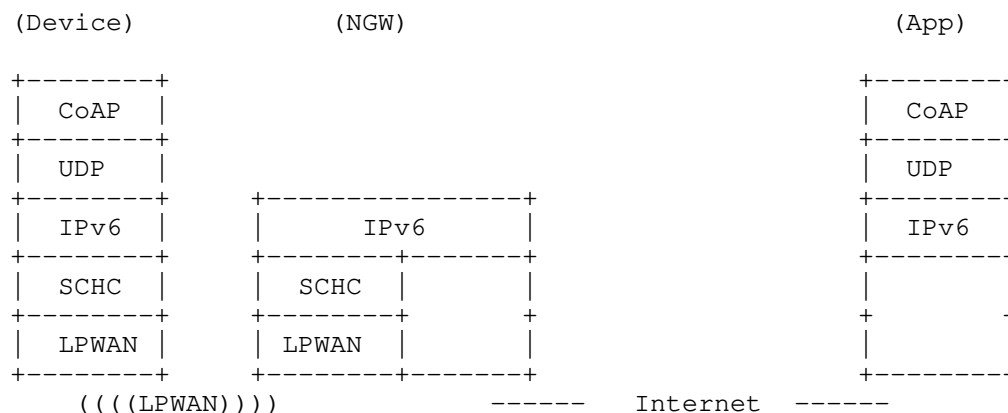 (Device) (NGW) (App)
CoAP CoAP
UDP UDP
IPv6 IPv6 IPv6
SCHC SCHC
LPWAN LPWAN
((((LPWAN)))) ------ Internet ------